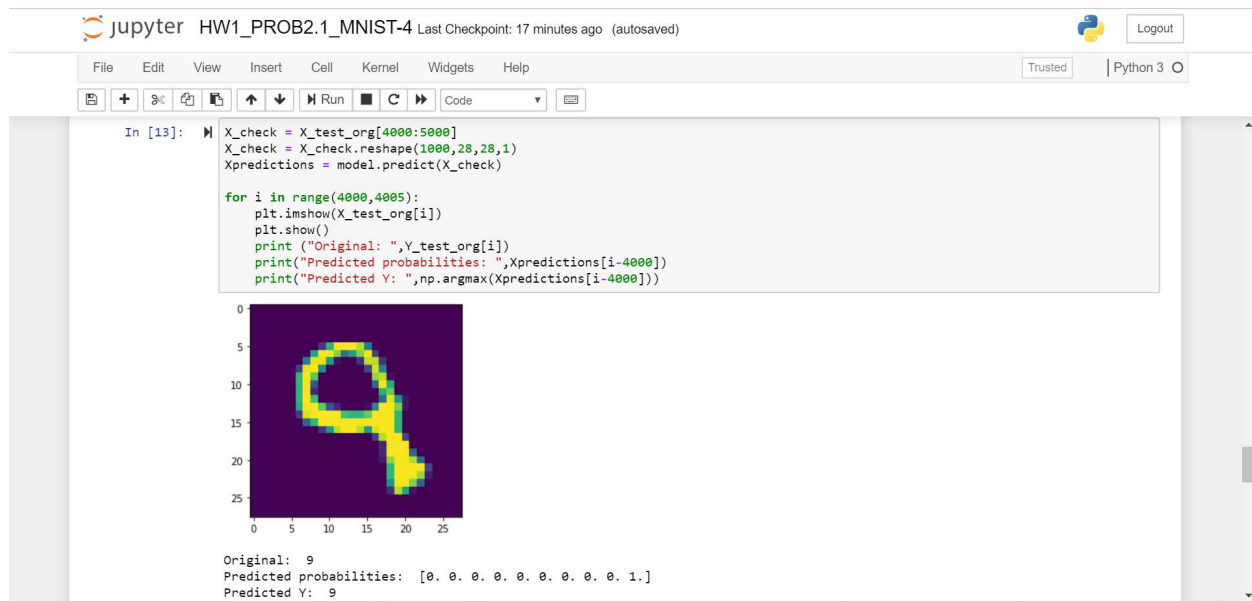 jupyter HW1_PROB2.1_MNIST-4 Last Checkpoint: 17 minutes ago (autosaved) Logout
File Edit View Insert Cell Kernel Widgets Help Trusted Python 3
Run Code
In [13]: X_check = X_test_org[4000:5000]
X_check = X_check.reshape(1000,28,28,1)
Xpredictions = model.predict(X_check)
for i in range(4000,4005):
plt.imshow(X_test_org[i])
plt.show()
print ("Original: ",Y_test_org[i])
print("Predicted probabilities: ",Xpredictions[i-4000])
print("Predicted Y: ",np.argmax(Xpredictions[i-4000]))
0
5
10
15
20
25
0 5 10 15 20 25
Original: 9
Predicted probabilities: [0. 0. 0. 0. 0. 0. 0. 0. 0. 1.]
Predicted Y: 9